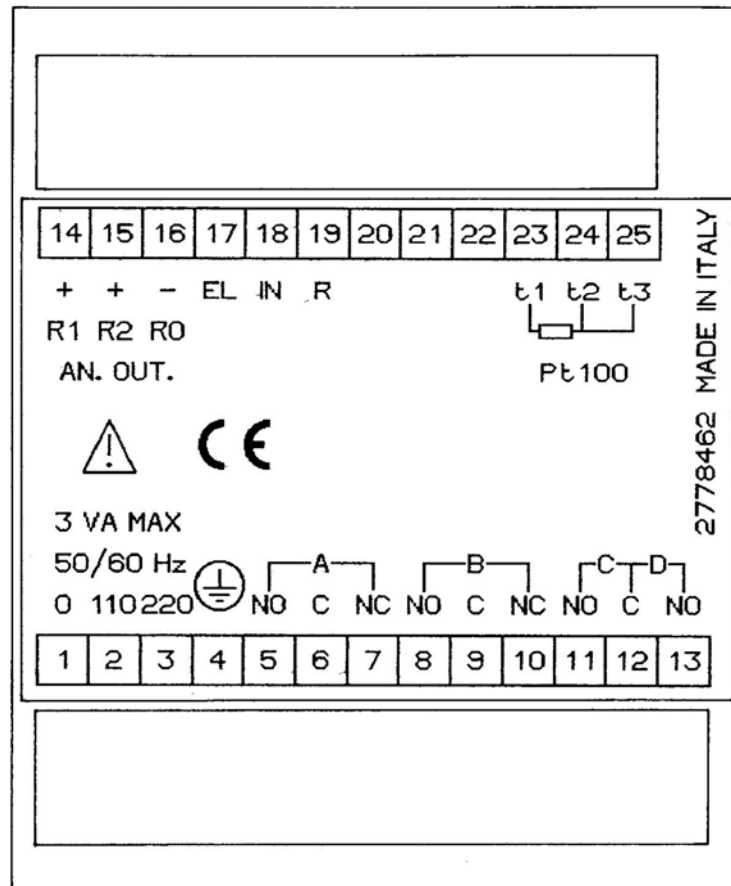 14 15 16 17 18 19 20 21 22 23 24 25
+ + − EL IN R t1 t2 t3
R1 R2 R0
AN. OUT. Pt100
CE
3 VA MAX
50/60 Hz A B C D
0 110 220 NO C NC NO C NC NO C NO
1 2 3 4 5 6 7 8 9 10 11 12 13
2778462 MADE IN ITALY